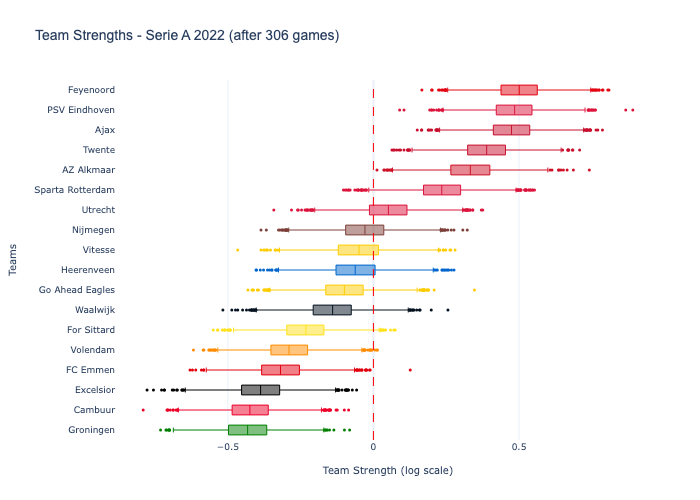 Team Strengths - Serie A 2022 (after 306 games)
Feyenoord
PSV Eindhoven
Ajax
Twente
AZ Alkmaar
Sparta Rotterdam
Utrecht
Nijmegen
Vitesse
Heerenveen
Go Ahead Eagles
Waalwijk
For Sittard
Volendam
FC Emmen
Excelsior
Cambuur
Groningen
Teams
−0.5 0 0.5
Team Strength (log scale)